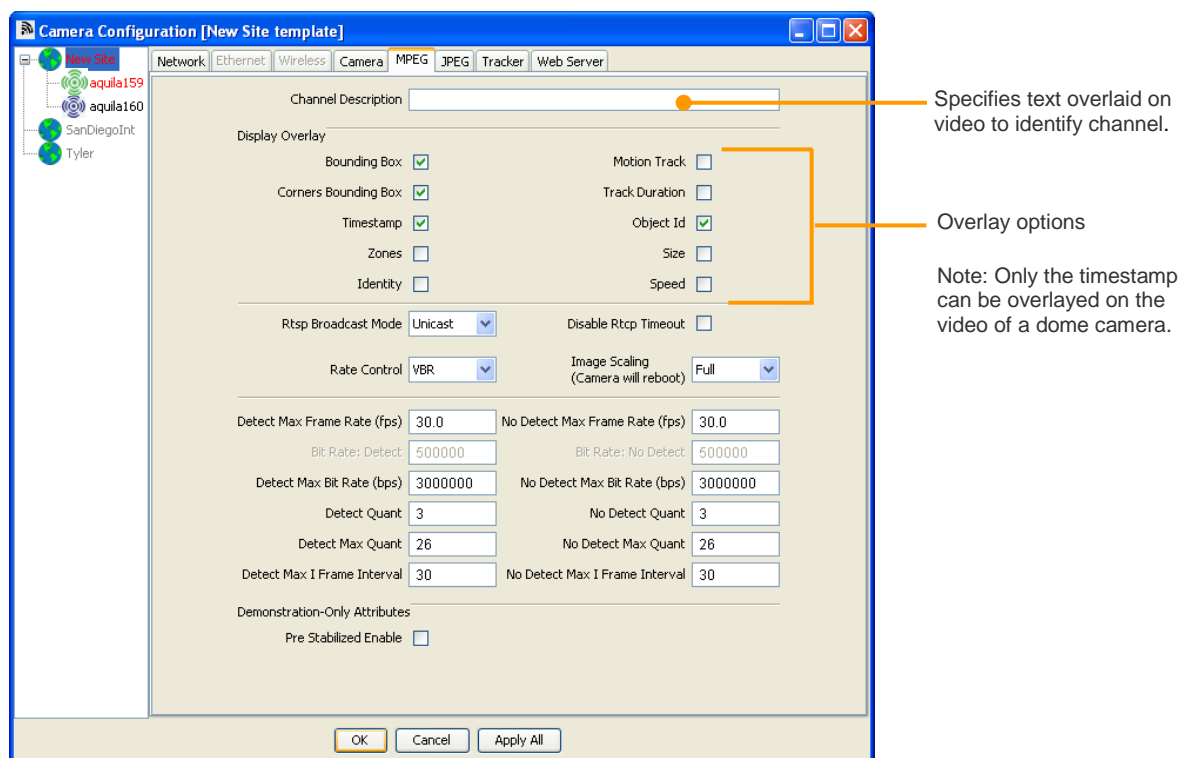 Camera Configuration [New Site template]
New Site
aquila159
aquila160
SanDiegoInt
Tyler
Network Ethernet Wireless Camera MPEG JPEG Tracker Web Server
Channel Description
Specifies text overlaid on
video to identify channel.
Display Overlay
Bounding Box Motion Track
Corners Bounding Box Track Duration
Timestamp Object Id
Zones Size
Identity Speed
Overlay options
Note: Only the timestamp
can be overlayed on the
video of a dome camera.
Rtsp Broadcast Mode Unicast Disable Rtcp Timeout
Rate Control VBR Image Scaling
(Camera will reboot) Full
Detect Max Frame Rate (fps) 30.0 No Detect Max Frame Rate (fps) 30.0
Bit Rate: Detect 500000 Bit Rate: No Detect 500000
Detect Max Bit Rate (bps) 3000000 No Detect Max Bit Rate (bps) 3000000
Detect Quant 3 No Detect Quant 3
Detect Max Quant 26 No Detect Max Quant 26
Detect Max I Frame Interval 30 No Detect Max I Frame Interval 30
Demonstration-Only Attributes
Pre Stabilized Enable
OK Cancel Apply All